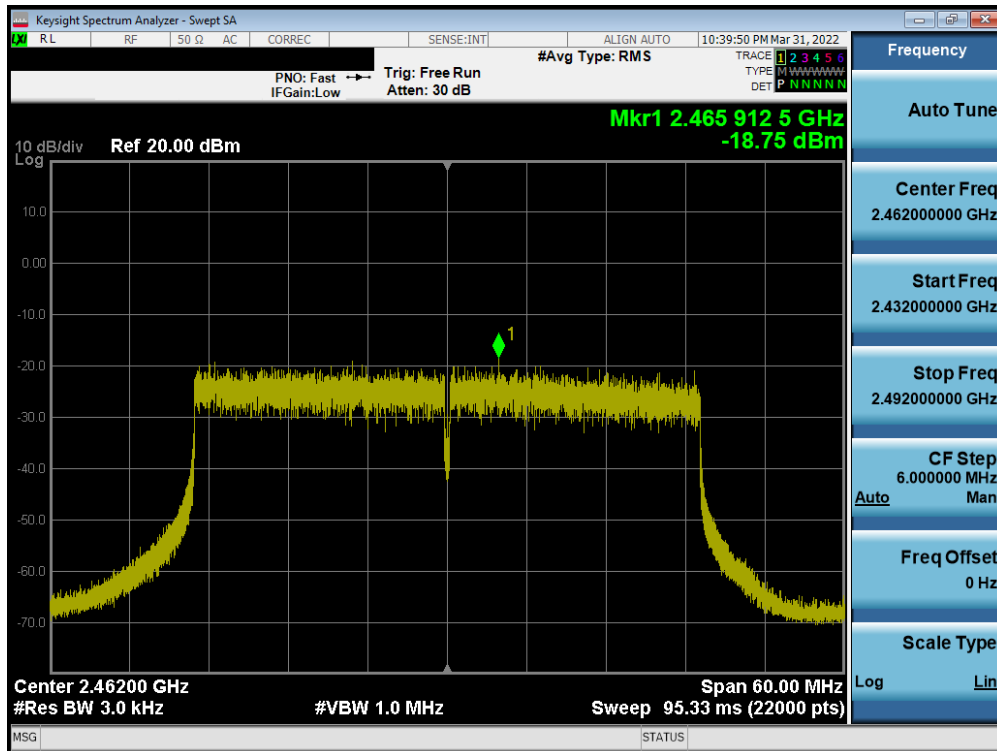 Keysight Spectrum Analyzer - Swept SA
LXI RL RF 50 Ω AC CORREC SENSE:INT ALIGN AUTO 10:39:50 PM Mar 31, 2022
PNO: Fast
IFGain:Low
Trig: Free Run
Atten: 30 dB
#Avg Type: RMS
TRACE 1 2 3 4 5 6
TYPE M WWWWW
DET P N N N N N
Mkr1 2.465 912 5 GHz
-18.75 dBm
10 dB/div Ref 20.00 dBm
Log
10.0
0.00
-10.0
-20.0
-30.0
-40.0
-50.0
-60.0
-70.0
1
Center 2.46200 GHz Span 60.00 MHz
#Res BW 3.0 kHz #VBW 1.0 MHz Sweep 95.33 ms (22000 pts)
MSG STATUS
Frequency
Auto Tune
Center Freq
2.462000000 GHz
Start Freq
2.432000000 GHz
Stop Freq
2.492000000 GHz
CF Step
6.000000 MHz
Auto Man
Freq Offset
0 Hz
Scale Type
Log Lin